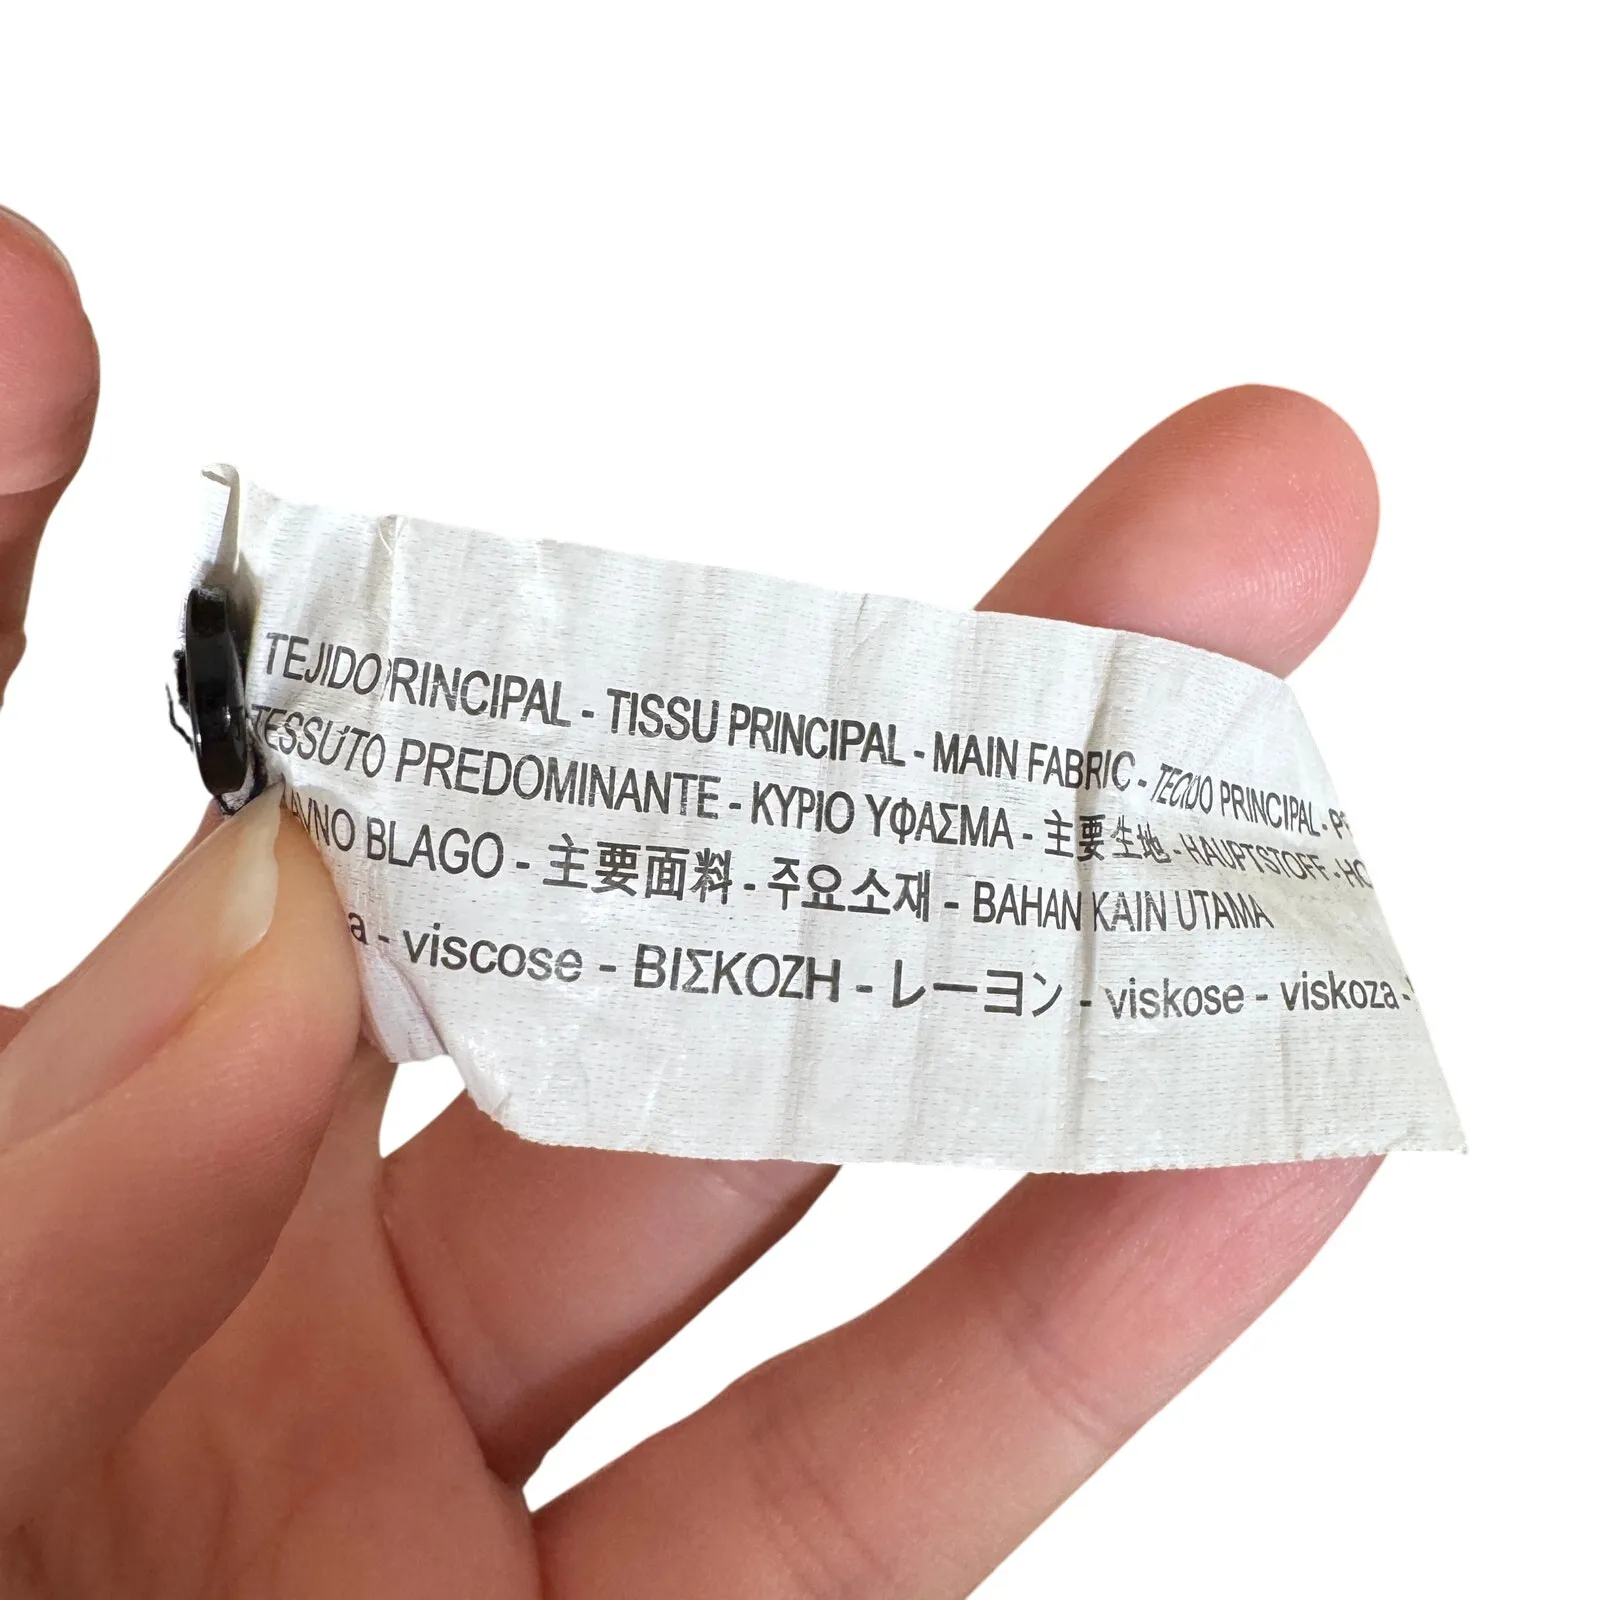 TEJIDO PRINCIPAL - TISSU PRINCIPAL - MAIN FABRIC - TECIDO PRINCIPAL -
TESSUTO PREDOMINANTE - ΚΥΡΙΟ ΥΦΑΣΜΑ - 主要生地 - HAUPTSTOFF -
BLAGO - 主要面料 - 주요소재 - BAHAN KAIN UTAMA
- viscose - ΒΙΣΚΟΖΗ - レーヨン - viskose - viskoza -